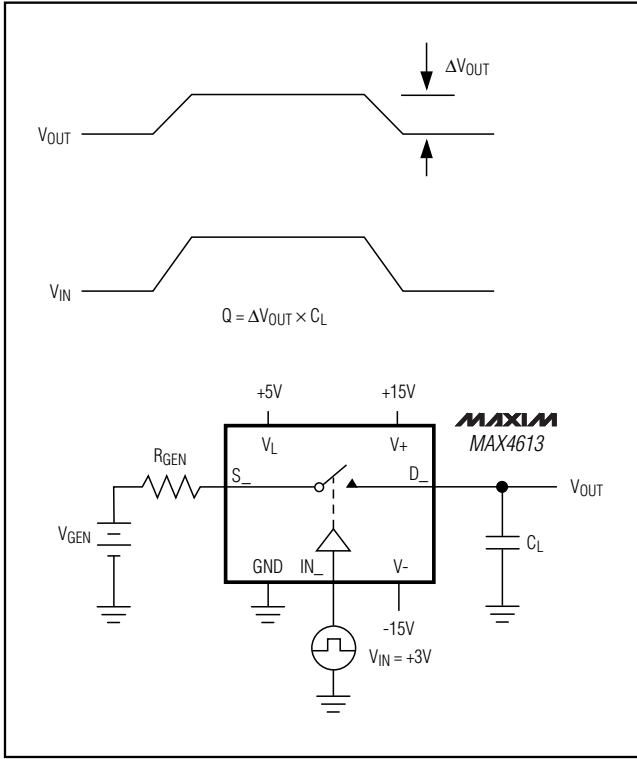 ΔVOUT
VOUT
VIN
Q = ΔVOUT × CL
+5V
+15V
MAXIM
MAX4613
VL
V+
RGEN
S_
D_
VOUT
VGEN
CL
GND
IN_
V-
-15V
VIN = +3V